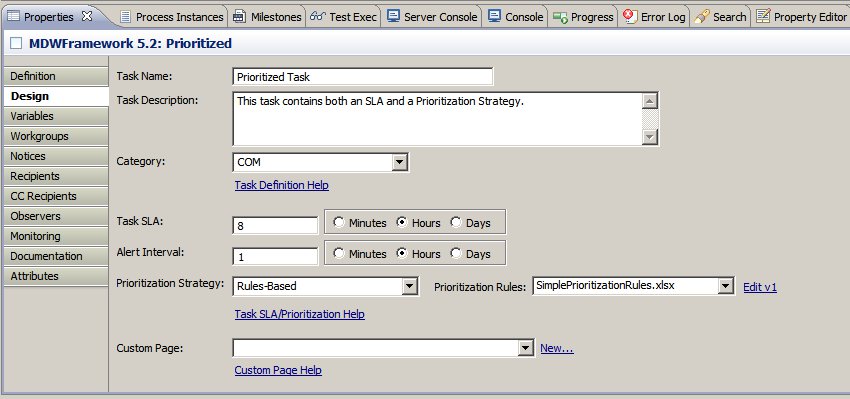 Properties Process Instances Milestones Test Exec Server Console Console Progress Error Log Search Property Editor
MDWFramework 5.2: Prioritized
Definition
Design
Variables
Workgroups
Notices
Recipients
CC Recipients
Observers
Monitoring
Documentation
Attributes
Task Name: Prioritized Task
Task Description: This task contains both an SLA and a Prioritization Strategy.
Category: COM
Task Definition Help
Task SLA: 8 Minutes Hours Days
Alert Interval: 1 Minutes Hours Days
Prioritization Strategy: Rules-Based Prioritization Rules: SimplePrioritizationRules.xlsx Edit v1
Task SLA/Prioritization Help
Custom Page: New...
Custom Page Help